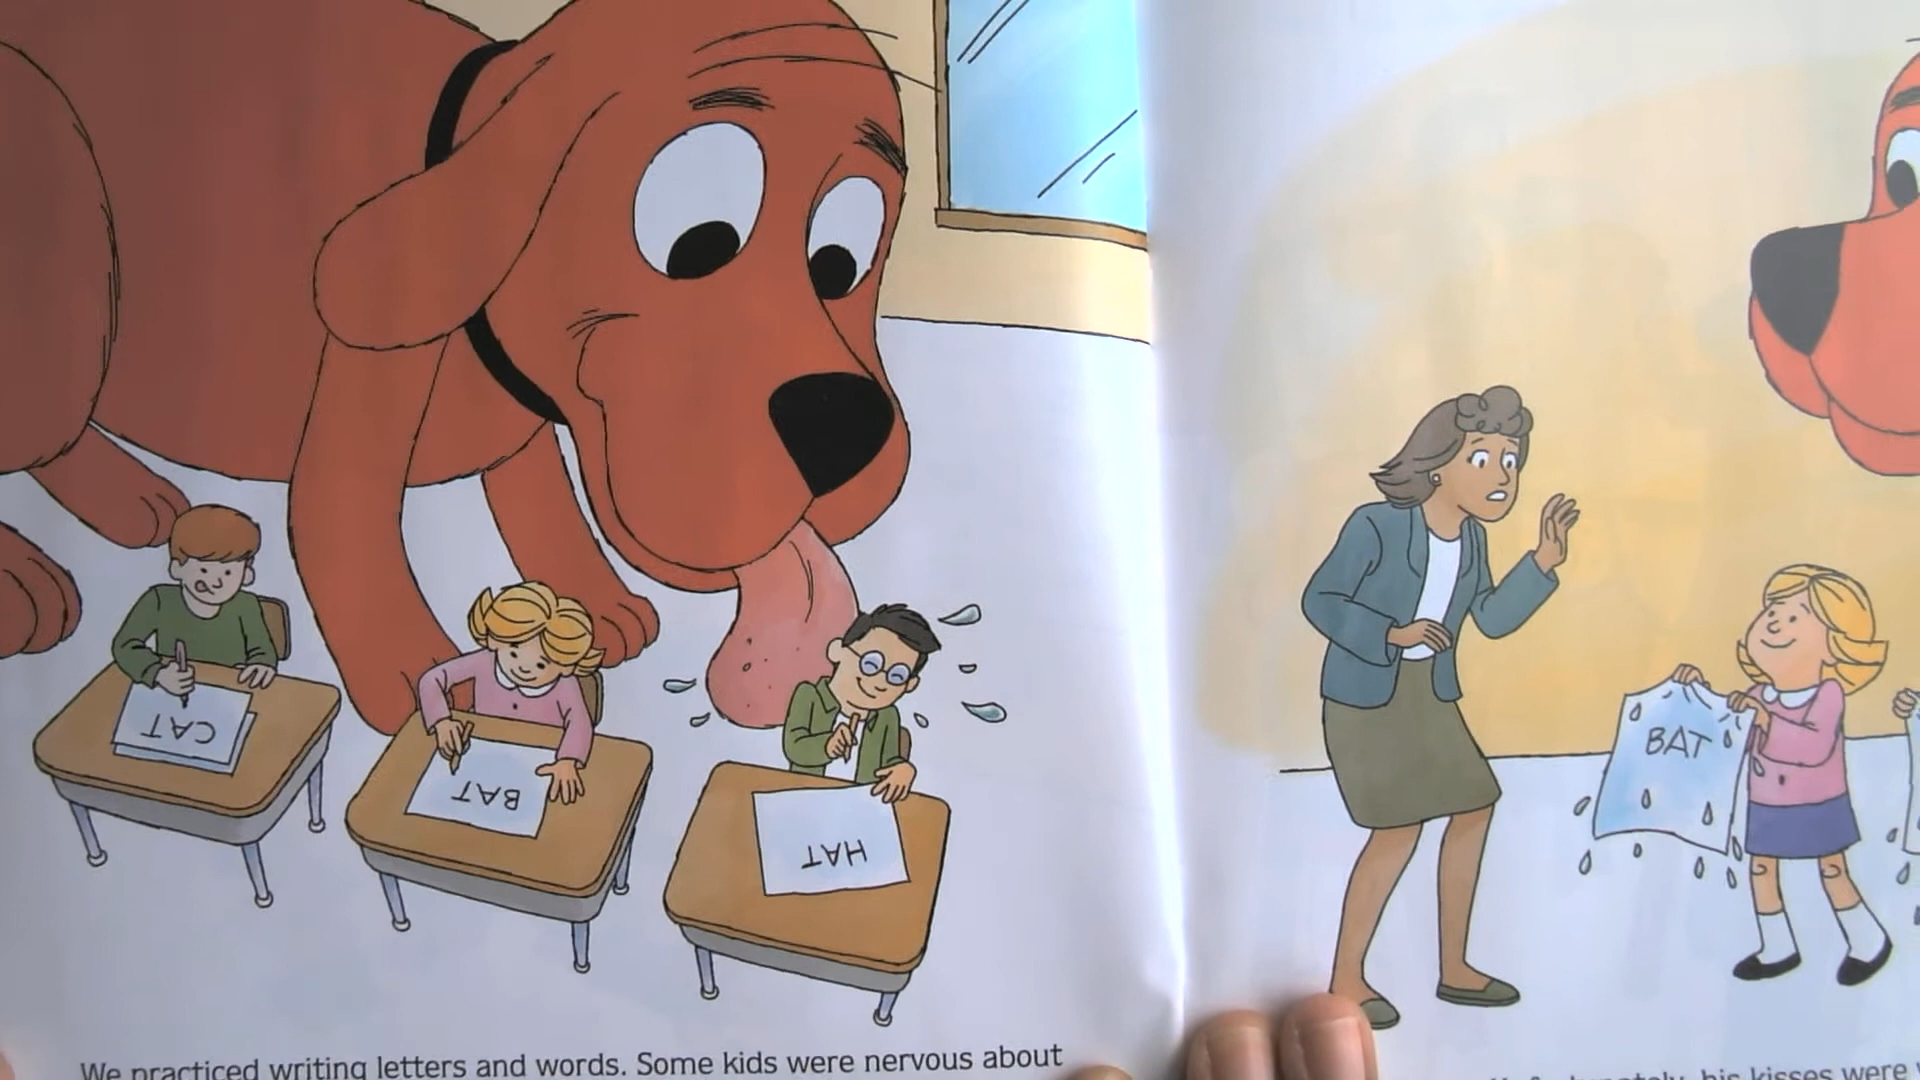 CAT
BAT
HAT
We practiced writing letters and words. Some kids were nervous about
BAT
his kisses were